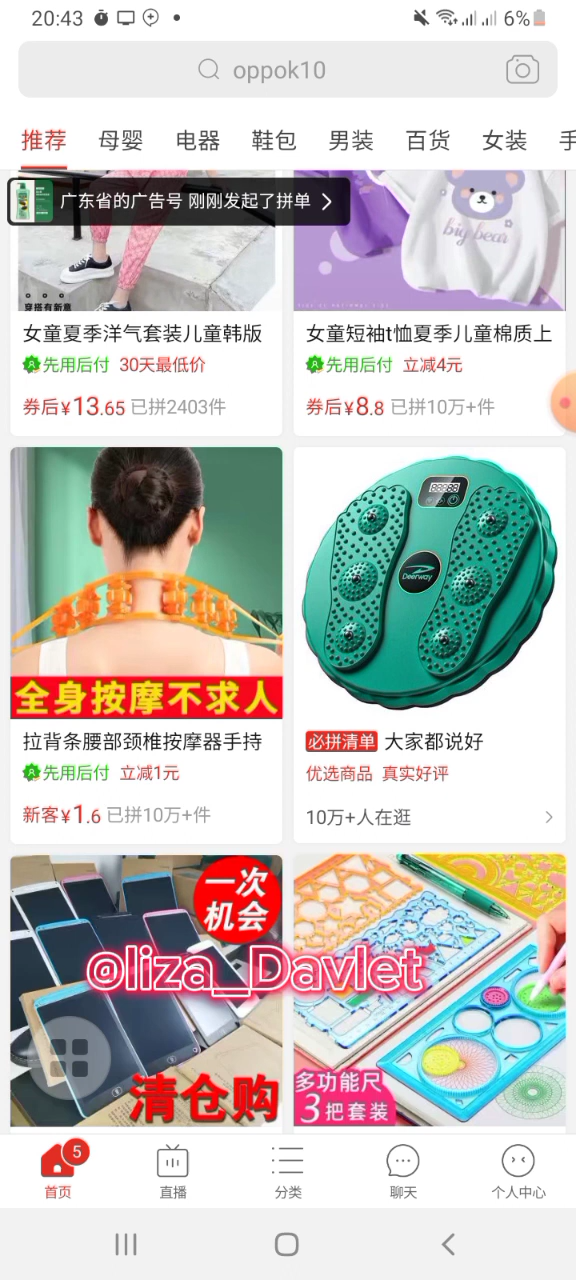 20:43
6%
oppok10
推荐 母婴 电器 鞋包 男装 百货 女装 手
广东省的广告号 刚刚发起了拼单
穿搭有新意
big bear
女童夏季洋气套装儿童韩版
先用后付 30天最低价
券后¥13.65 已拼2403件
女童短袖t恤夏季儿童棉质上
先用后付 立减4元
券后¥8.8 已拼10万+件
全身按摩不求人
拉背条腰部颈椎按摩器手持
先用后付 立减1元
新客¥1.6 已拼10万+件
Deerway
必拼清单 大家都说好
优选商品 真实好评
10万+人在逛
一次
机会
@liza_Davlet
清仓购
多功能尺
3把套装
5
首页 直播 分类 聊天 个人中心